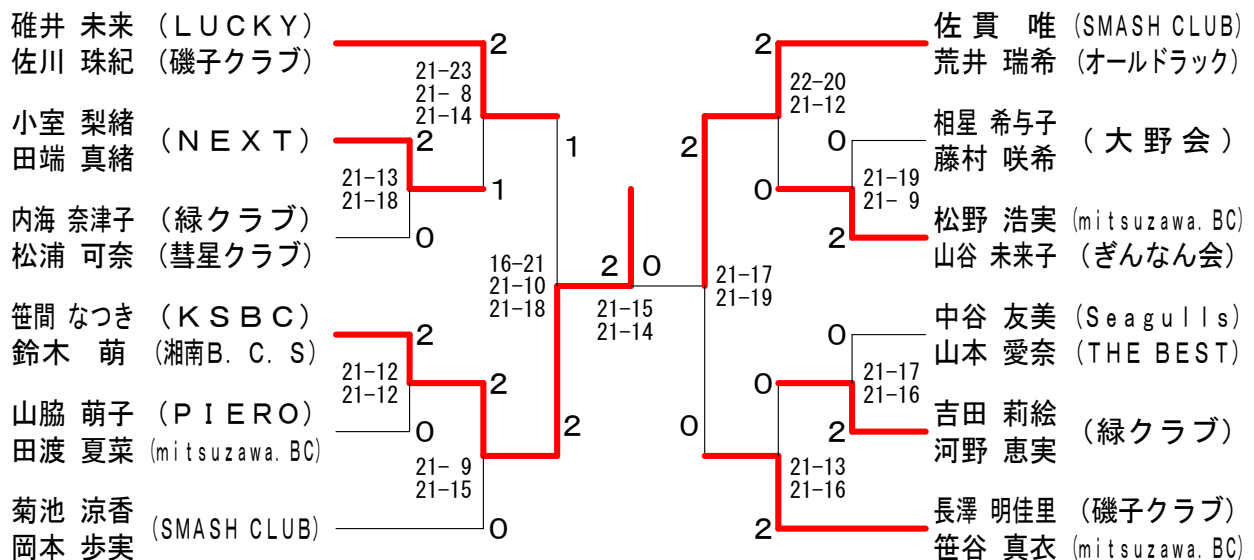 碓井 未来 (LUCKY)
佐川 珠紀 (磯子クラブ)
小室 梨緒
田端 真緒
(NEXT)
内海 奈津子 (緑クラブ)
松浦 可奈 (彗星クラブ)
笹間 なつき (KSBC)
鈴木 萌 (湘南B.C.S)
山脇 萌子 (PIERO)
田渡 夏菜 (mitsuzawa.BC)
菊池 涼香
岡本 歩実
(SMASH CLUB)
2
21-23
21- 8
21-14
2
21-13
21-18
1
0
1
16-21
21-10
21-18
2
21-12
21-12
2
0
21- 9
21-15
0
2
2
0
21-15
21-14
2
22-20
21-12
2
0
0
21-19
21- 9
2
21-17
21-19
0
0
21-17
21-16
2
0
21-13
21-16
2
佐貫 唯 (SMASH CLUB)
荒井 瑞希 (オールドラック)
相星 希与子
藤村 咲希
(大野会)
松野 浩実 (mitsuzawa.BC)
山谷 未来子 (ぎんなん会)
中谷 友美 (Seagulls)
山本 愛奈 (THE BEST)
吉田 莉絵
河野 恵実
(緑クラブ)
長澤 明佳里 (磯子クラブ)
笹谷 真衣 (mitsuzawa.BC)